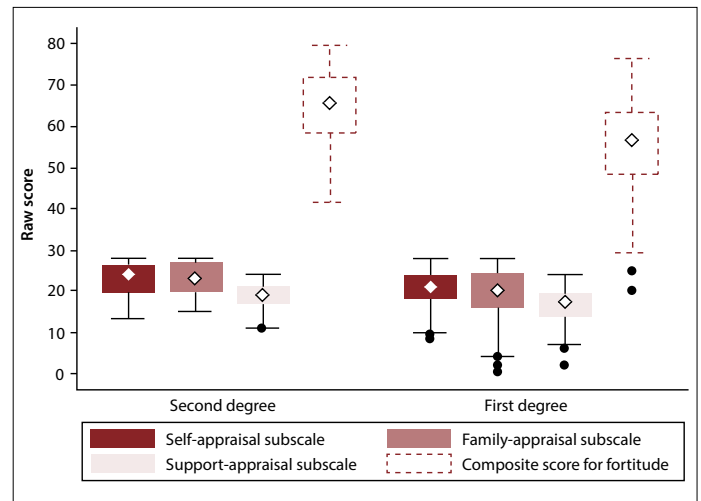 80
70
60
50
40
30
20
10
0
Raw score
Second degree First degree
Self-appraisal subscale Family-appraisal subscale
Support-appraisal subscale Composite score for fortitude